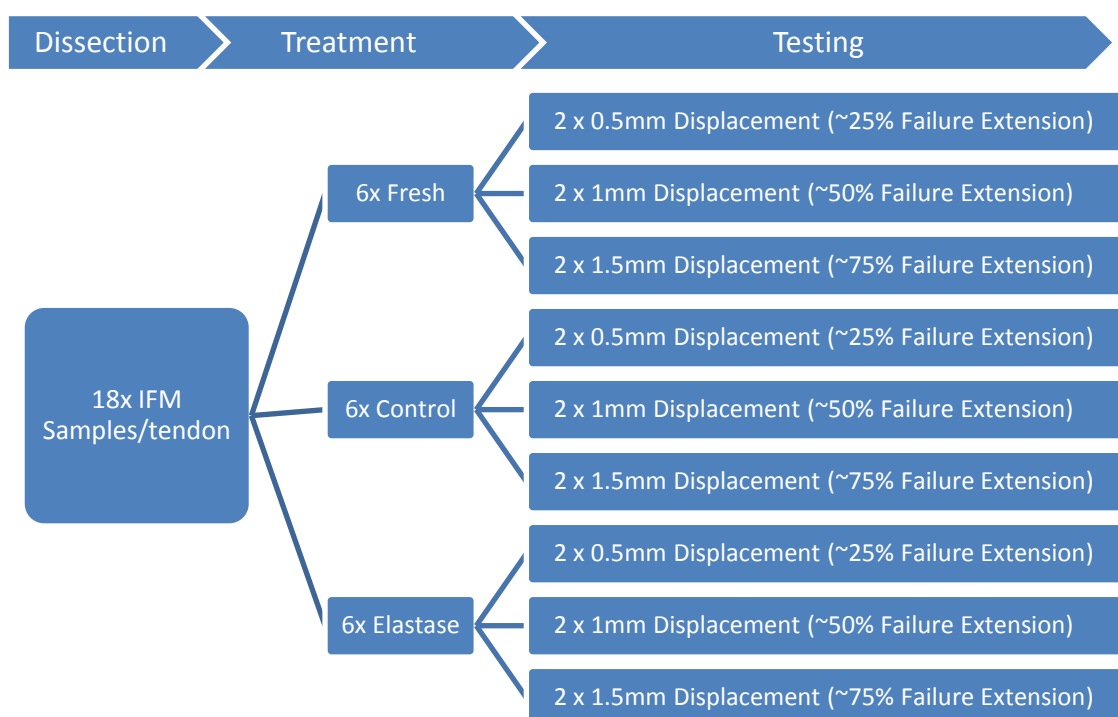 Dissection
Treatment
Testing
18x IFM
Samples/tendon
6x Fresh
2 x 0.5mm Displacement (~25% Failure Extension)
2 x 1mm Displacement (~50% Failure Extension)
2 x 1.5mm Displacement (~75% Failure Extension)
6x Control
2 x 0.5mm Displacement (~25% Failure Extension)
2 x 1mm Displacement (~50% Failure Extension)
2 x 1.5mm Displacement (~75% Failure Extension)
6x Elastase
2 x 0.5mm Displacement (~25% Failure Extension)
2 x 1mm Displacement (~50% Failure Extension)
2 x 1.5mm Displacement (~75% Failure Extension)